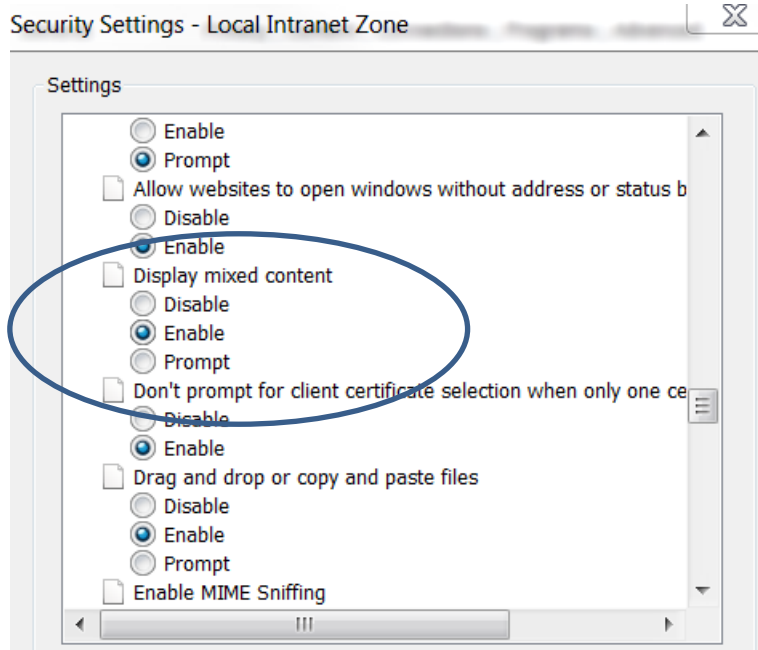 Security Settings - Local Intranet Zone
Settings
Enable
Prompt
Allow websites to open windows without address or status b
Disable
Enable
Display mixed content
Disable
Enable
Prompt
Don't prompt for client certificate selection when only one ce
Disable
Enable
Drag and drop or copy and paste files
Disable
Enable
Prompt
Enable MIME Sniffing